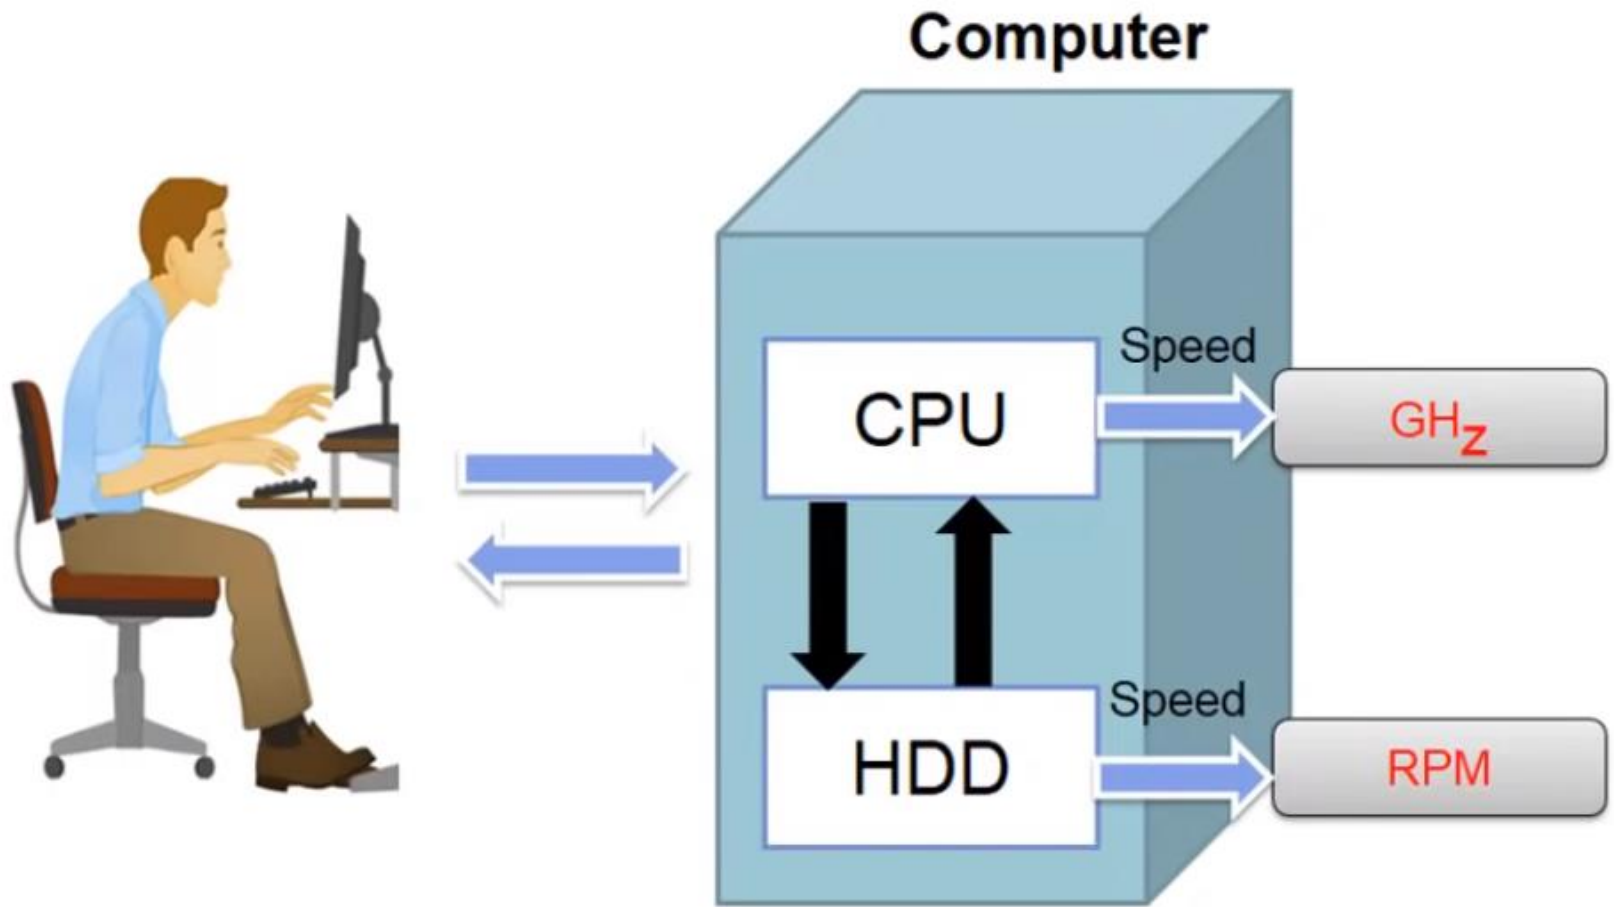 Computer
CPU
Speed
GHz
HDD
Speed
RPM